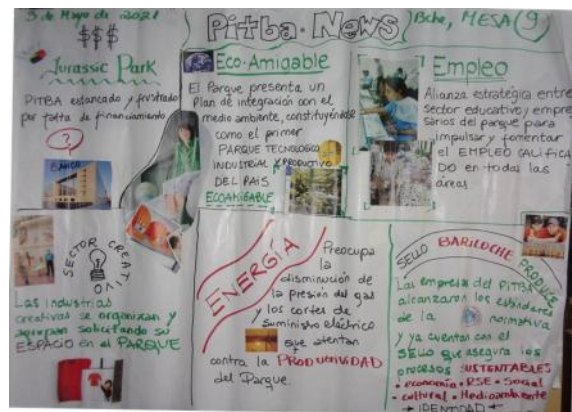 5 de Mayo de 2021
$$$
Pitba-News
Bche, MESA 9
Jurassic Park
PITBA estancado y frustrado
por falta de financiamiento
?
BANCA
Eco-Amigable
El Parque presenta un
Plan de integración con el
medio ambiente, constituyéndose
como el primer
PARQUE TECNOLOGICO
INDUSTRIAL Y PRODUCTIVO
DEL PAIS
ECOAMIGABLE
Empleo
Alianza estratégica entre
sector educativo y empre
sarios del parque para
impulsar y fomentar
el EMPLEO CALIFICA
DO en todas las
áreas
SECTOR CREATIVO
Las industrias
creativas se organizan y
agrupan solicitando su
ESPACIO en el PARQUE
ENERGÍA
Preocupa
la
disminución de
la presión del gas
y los cortes de
suministro eléctrico
que atentan
contra la PRODUTIVIDAD
del Parque.
SELLO BARILOCHE PRODUCE
Las empresas del PITBA
alcanzaron los estándares
de la normativa
y ya cuentan con el
SELLO que asegura los
procesos SUSTENTABLES
• economía • RSE • Social
• cultural • Medioambiente
→ IDENTIDAD ←